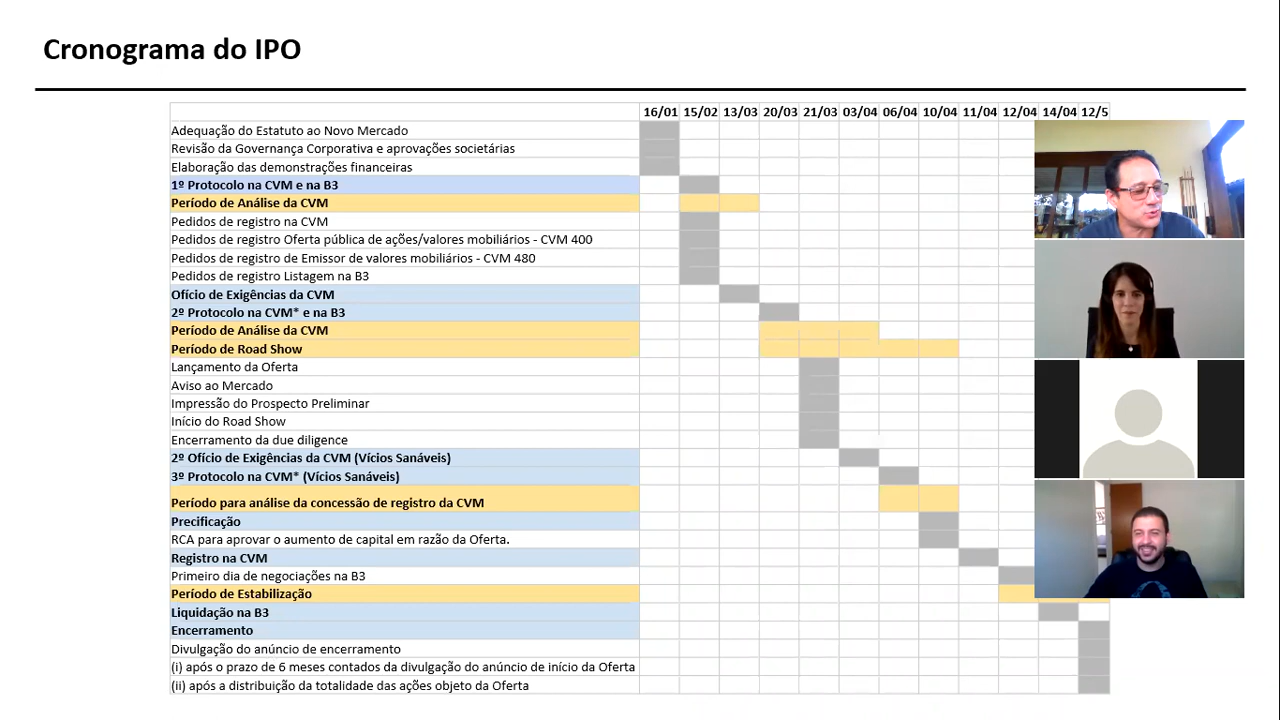 Cronograma do IPO
16/01 15/02 13/03 20/03 21/03 03/04 06/04 10/04 11/04 12/04 14/04 12/5
Adequação do Estatuto ao Novo Mercado
Revisão da Governança Corporativa e aprovações societárias
Elaboração das demonstrações financeiras
1º Protocolo na CVM e na B3
Período de Análise da CVM
Pedidos de registro na CVM
Pedidos de registro Oferta pública de ações/valores mobiliários - CVM 400
Pedidos de registro de Emissor de valores mobiliários - CVM 480
Pedidos de registro Listagem na B3
Ofício de Exigências da CVM
2º Protocolo na CVM* e na B3
Período de Análise da CVM
Período de Road Show
Lançamento da Oferta
Aviso ao Mercado
Impressão do Prospecto Preliminar
Início do Road Show
Encerramento da due diligence
2º Ofício de Exigências da CVM (Vícios Sanáveis)
3º Protocolo na CVM* (Vícios Sanáveis)
Período para análise da concessão de registro da CVM
Precificação
RCA para aprovar o aumento de capital em razão da Oferta.
Registro na CVM
Primeiro dia de negociações na B3
Período de Estabilização
Liquidação na B3
Encerramento
Divulgação do anúncio de encerramento
(i) após o prazo de 6 meses contados da divulgação do anúncio de início da Oferta
(ii) após a distribuição da totalidade das ações objeto da Oferta